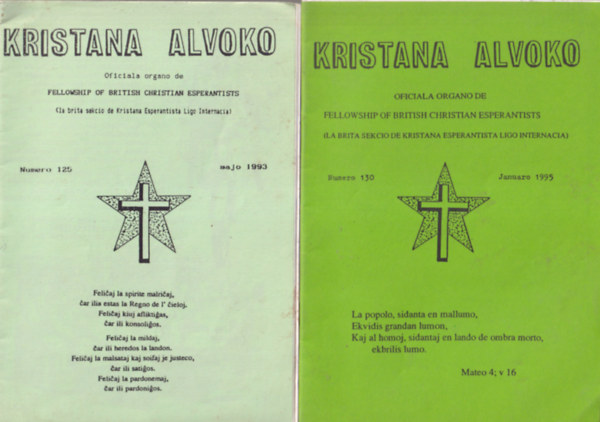 KRISTANA ALVOKO
Oficiala organo de
FELLOWSHIP OF BRITISH CHRISTIAN ESPERANTISTS
(la brita sekcio de Kristana Esperantista Ligo Internacia)
Numero 125
majo 1993
Feliĉaj la spirite malriĉaj,
ĉar ilia estas la Regno de l' ĉieloj.
Feliĉaj kiuj afliktiĝas,
ĉar ili konsoliĝos.
Feliĉaj la mildaj,
ĉar ili heredos la landon.
Feliĉaj la malsataj kaj soifaj je justeco,
ĉar ili satiĝos.
Feliĉaj la pardonemaj,
ĉar ili pardoniĝos.
KRISTANA ALVOKO
OFICIALA ORGANO DE
FELLOWSHIP OF BRITISH CHRISTIAN ESPERANTISTS
(LA BRITA SEKCIO DE KRISTANA ESPERANTISTA LIGO INTERNACIA)
Numero 130
Januaro 1995
La popolo, sidanta en mallumo,
Ekvidis grandan lumon,
Kaj al homoj, sidantaj en lando de ombra morto,
ekbrilis lumo.
Mateo 4; v 16